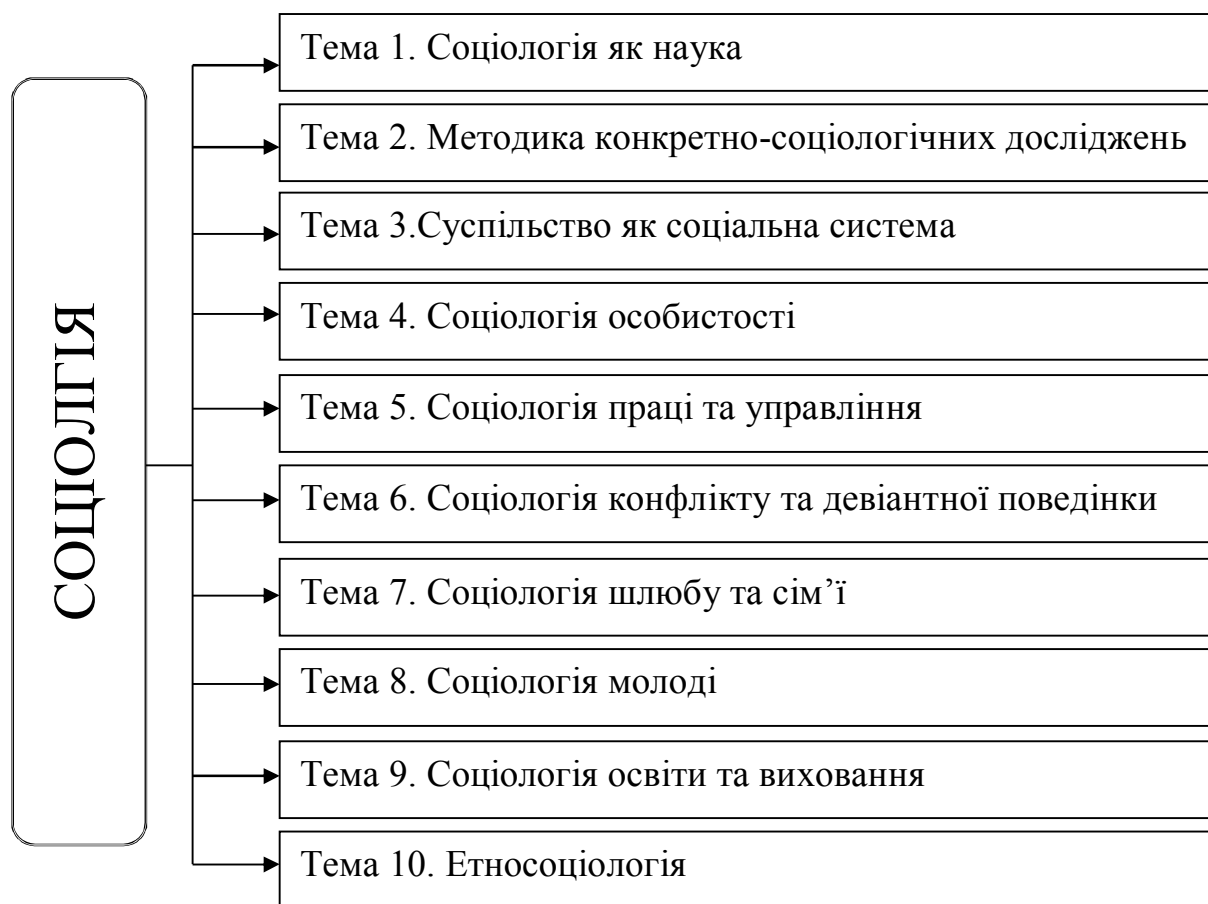 СОЦІОЛГІЯ
Тема 1. Соціологія як наука
Тема 2. Методика конкретно-соціологічних досліджень
Тема 3.Суспільство як соціальна система
Тема 4. Соціологія особистості
Тема 5. Соціологія праці та управління
Тема 6. Соціологія конфлікту та девіантної поведінки
Тема 7. Соціологія шлюбу та сім’ї
Тема 8. Соціологія молоді
Тема 9. Соціологія освіти та виховання
Тема 10. Етносоціологія